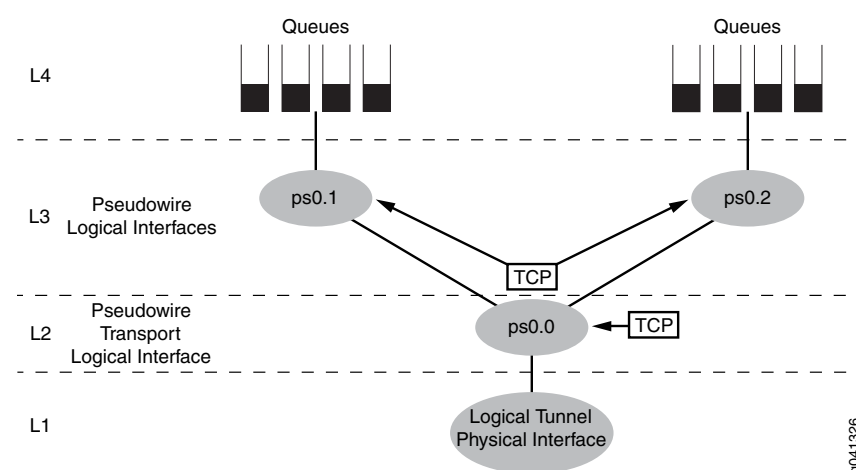 Queues
Queues
L4
L3
Pseudowire
Logical Interfaces
ps0.1
ps0.2
TCP
L2
Pseudowire
Transport
Logical Interface
ps0.0
TCP
L1
Logical Tunnel
Physical Interface